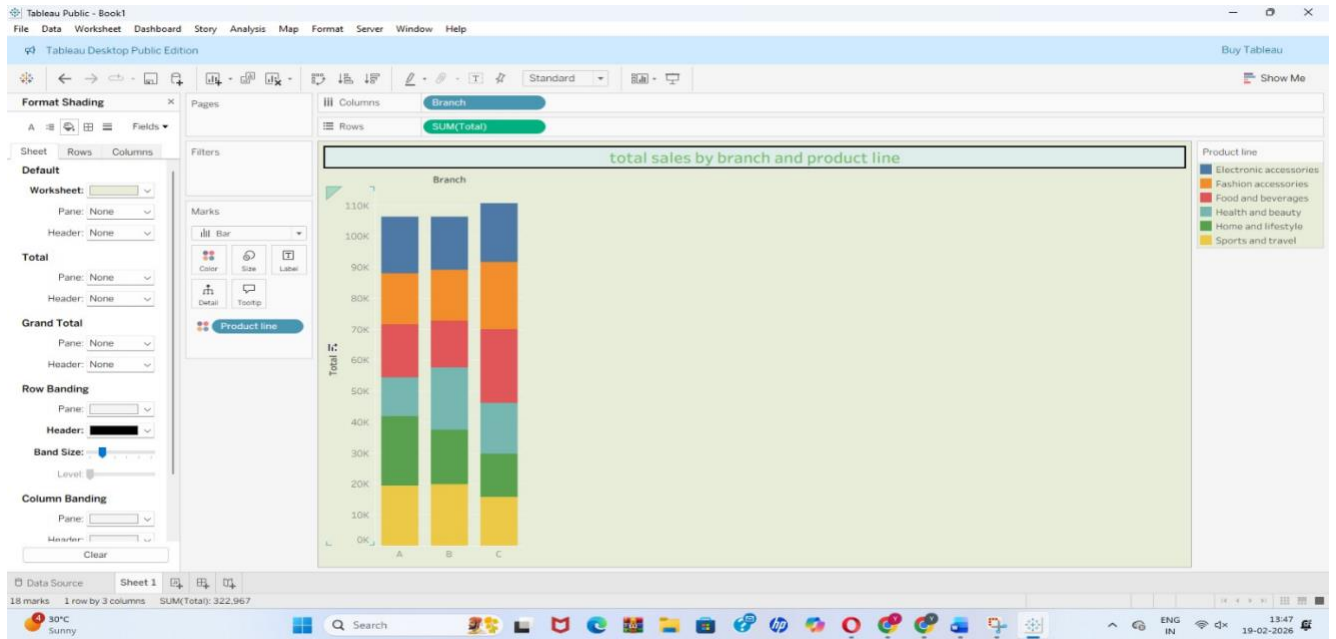 Tableau Public - Book1
File Data Worksheet Dashboard Story Analysis Map Format Server Window Help
Tableau Desktop Public Edition
Buy Tableau
Standard
Show Me
Format Shading
Fields
Sheet Rows Columns
Default
Worksheet:
Pane: None
Header: None
Total
Pane: None
Header: None
Grand Total
Pane: None
Header: None
Row Banding
Pane:
Header:
Band Size:
Level:
Column Banding
Pane:
Header:
Clear
Pages
Filters
Marks
Bar
Color Size Label
Detail Tooltip
Product line
Columns Branch
Rows SUM(Total)
total sales by branch and product line
Branch
Total
110K
100K
90K
80K
70K
60K
50K
40K
30K
20K
10K
0K
A B C
Product line
Electronic accessories
Fashion accessories
Food and beverages
Health and beauty
Home and lifestyle
Sports and travel
Data Source Sheet 1
18 marks 1 row by 3 columns SUM(Total): 322,967
4
30°C
Sunny
Search
ENG
IN
13:47
19-02-2026